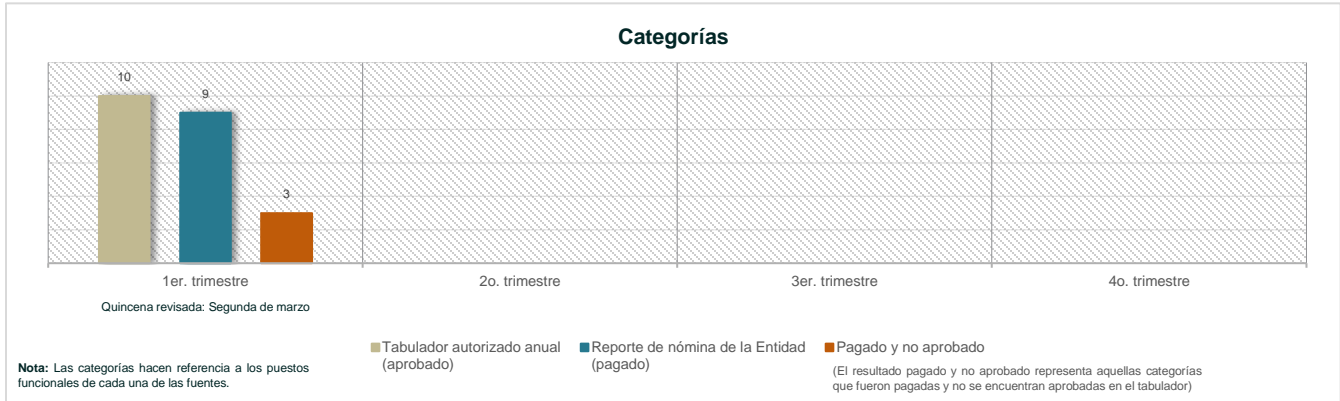 Categorías
10
9
3
1er. trimestre
2o. trimestre
3er. trimestre
4o. trimestre
Quincena revisada: Segunda de marzo
Tabulador autorizado anual
(aprobado)
Reporte de nómina de la Entidad
(pagado)
Pagado y no aprobado
(El resultado pagado y no aprobado representa aquellas categorías
que fueron pagadas y no se encuentran aprobadas en el tabulador)
Nota: Las categorías hacen referencia a los puestos
funcionales de cada una de las fuentes.